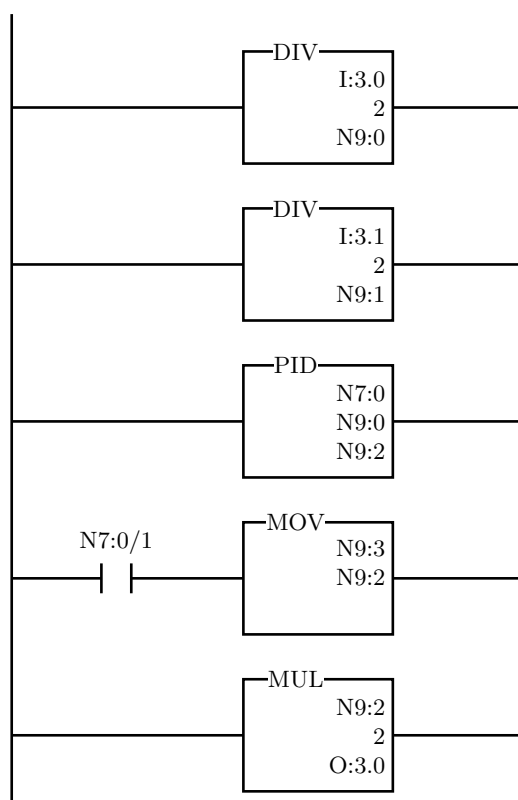 DIV
I:3.0
2
N9:0
DIV
I:3.1
2
N9:1
PID
N7:0
N9:0
N9:2
N7:0/1
MOV
N9:3
N9:2
MUL
N9:2
2
O:3.0